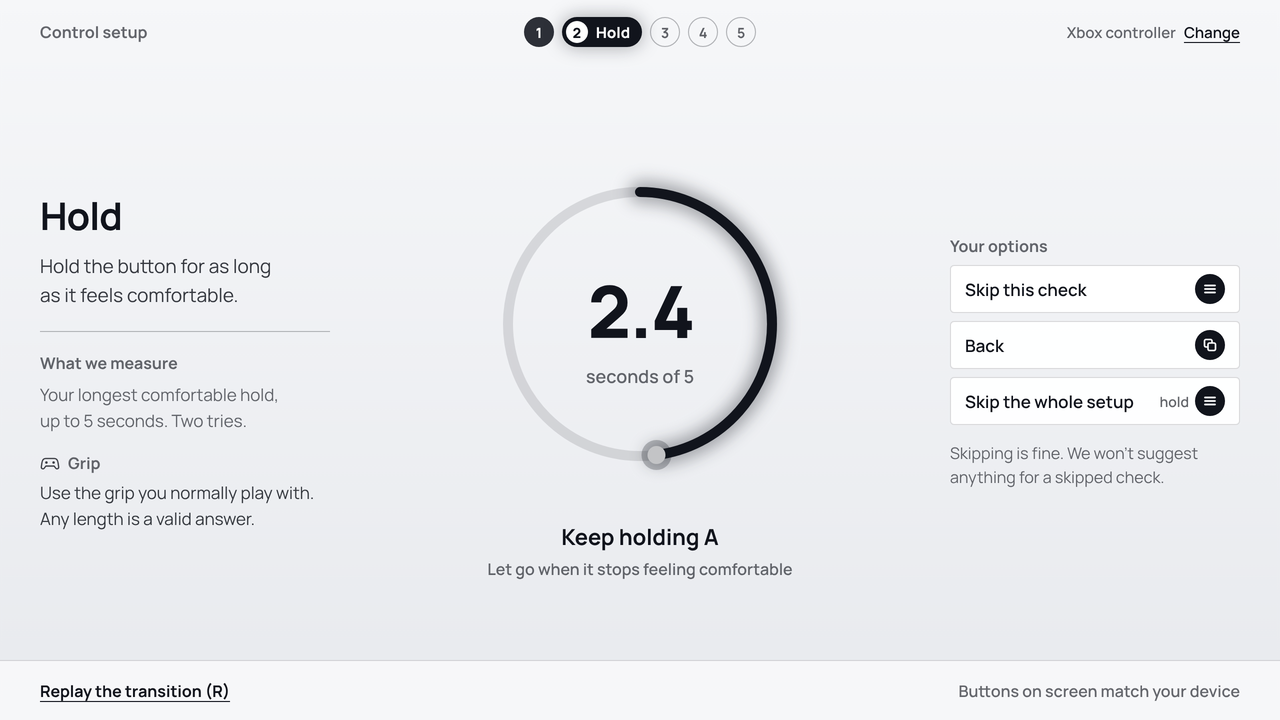 Control setup
1
2 Hold
3
4
5
Xbox controller Change
Hold
Hold the button for as long
as it feels comfortable.
What we measure
Your longest comfortable hold,
up to 5 seconds. Two tries.
Grip
Use the grip you normally play with.
Any length is a valid answer.
2.4
seconds of 5
Keep holding A
Let go when it stops feeling comfortable
Your options
Skip this check
Back
Skip the whole setup hold
Skipping is fine. We won't suggest
anything for a skipped check.
Replay the transition (R)
Buttons on screen match your device